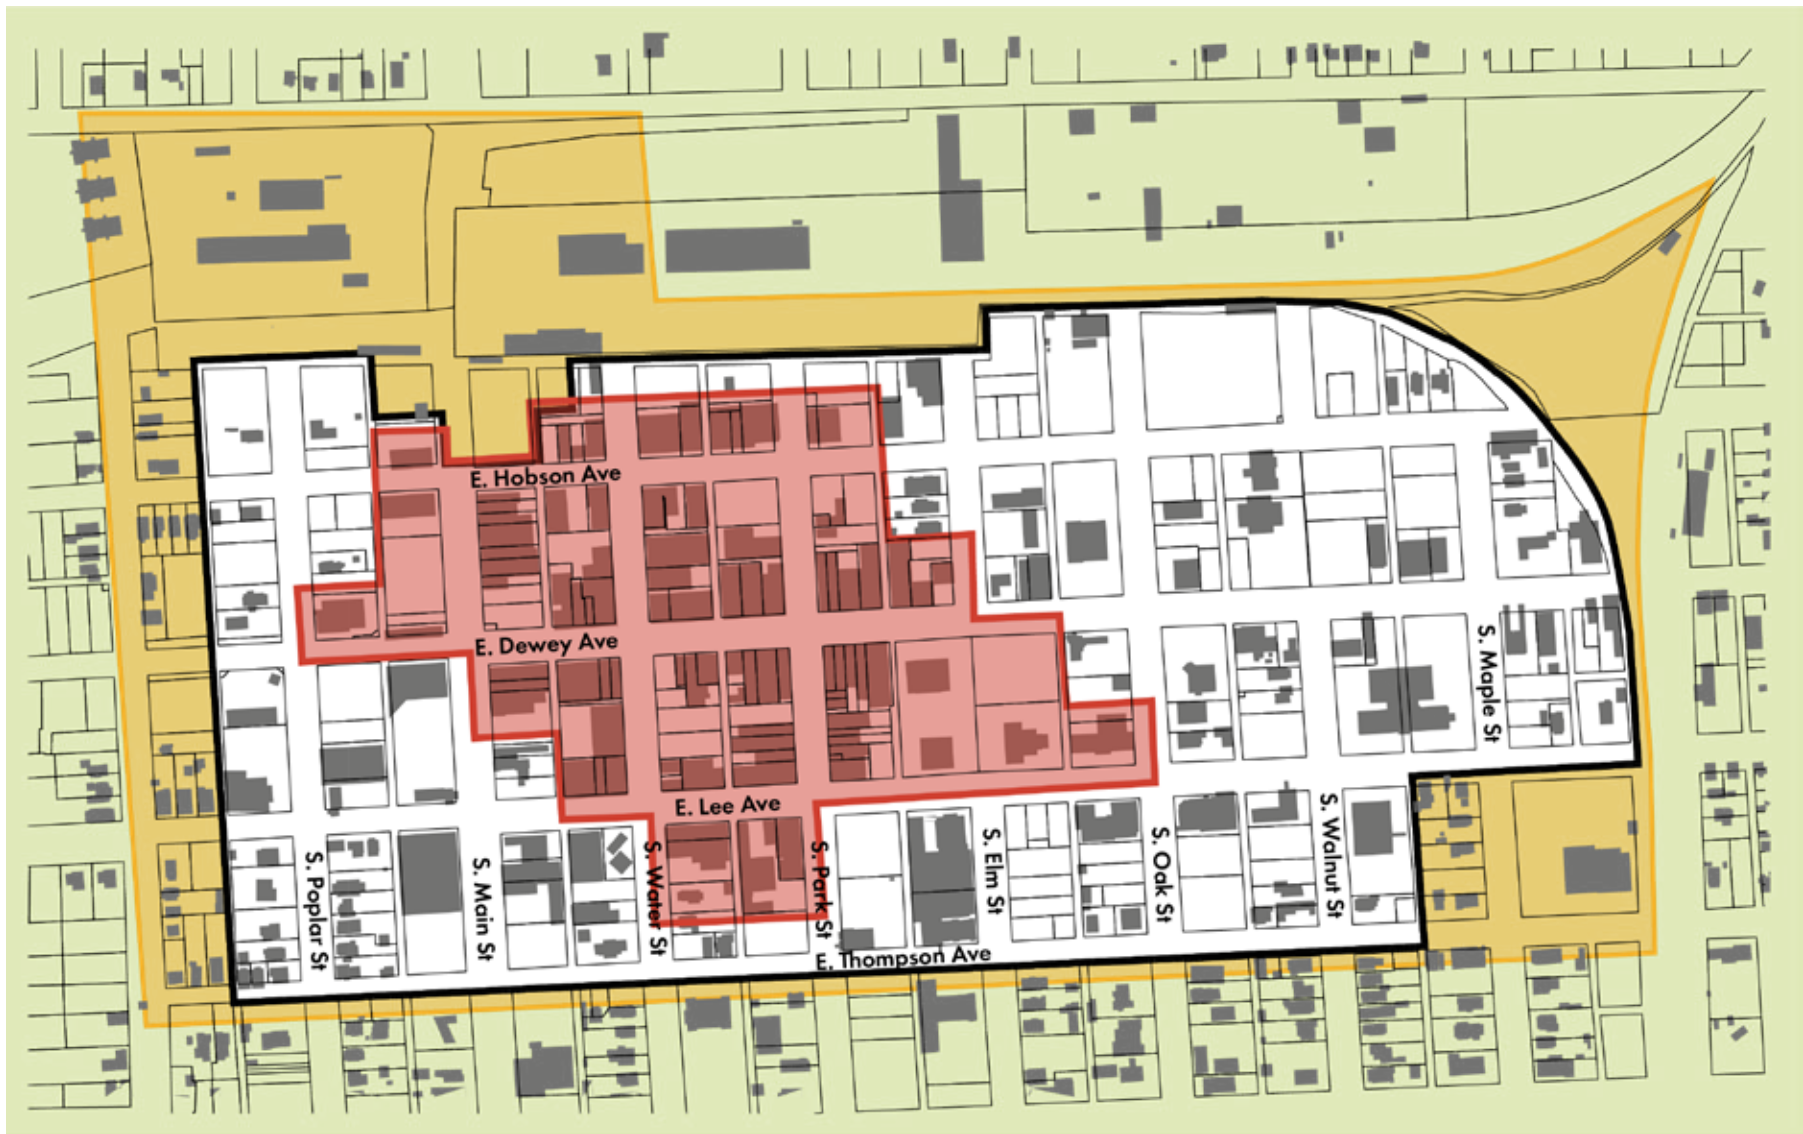 E. Hobson Ave
E. Dewey Ave
S. Maple St
E. Lee Ave
S. Poplar St
S. Main St
S. Water St
S. Park St
S. Elm St
S. Oak St
S. Walnut St
E. Thompson Ave